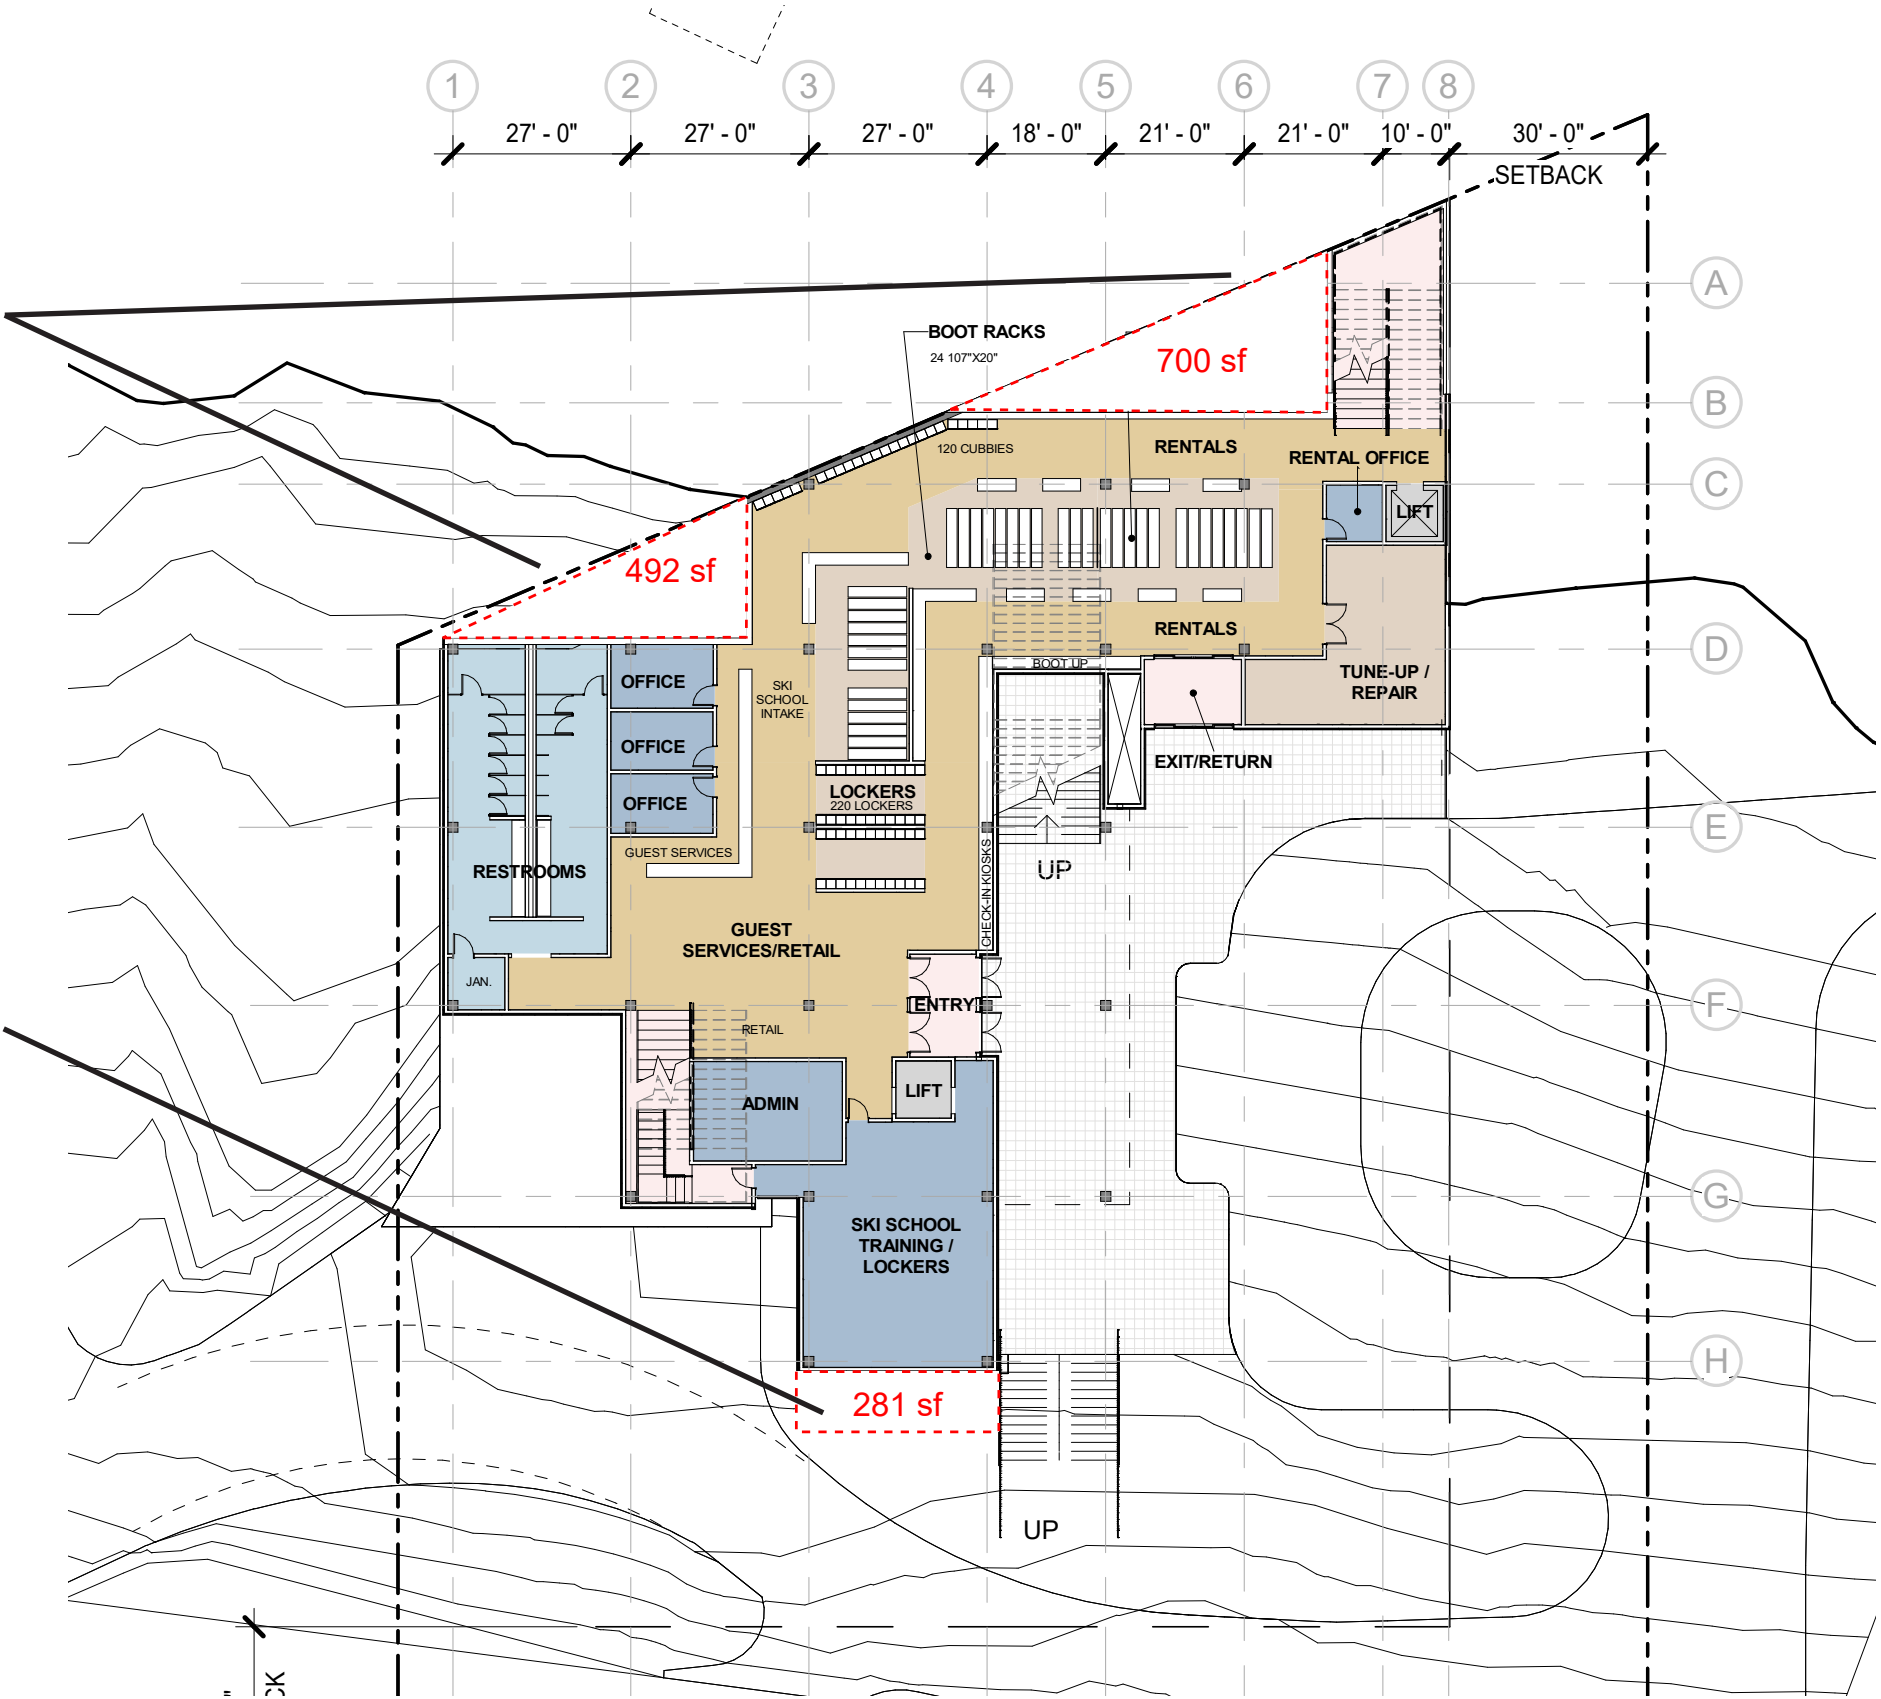 1 2 3 4 5 6 7 8
27' - 0" 27' - 0" 27' - 0" 18' - 0" 21' - 0" 21' - 0" 10' - 0" 30' - 0"
SETBACK
A
BOOT RACKS
24 107"X20"
700 sf
B
120 CUBBIES
RENTALS
RENTAL OFFICE
C
LIFT
492 sf
RENTALS
D
BOOT UP
OFFICE
SKI
SCHOOL
INTAKE
TUNE-UP /
REPAIR
OFFICE
EXIT/RETURN
OFFICE
LOCKERS
220 LOCKERS
E
GUEST SERVICES
RESTROOMS
UP
CHECK-IN KIOSKS
GUEST
SERVICES/RETAIL
JAN.
ENTRY
F
RETAIL
LIFT
ADMIN
G
SKI SCHOOL
TRAINING /
LOCKERS
H
281 sf
UP
"
CK